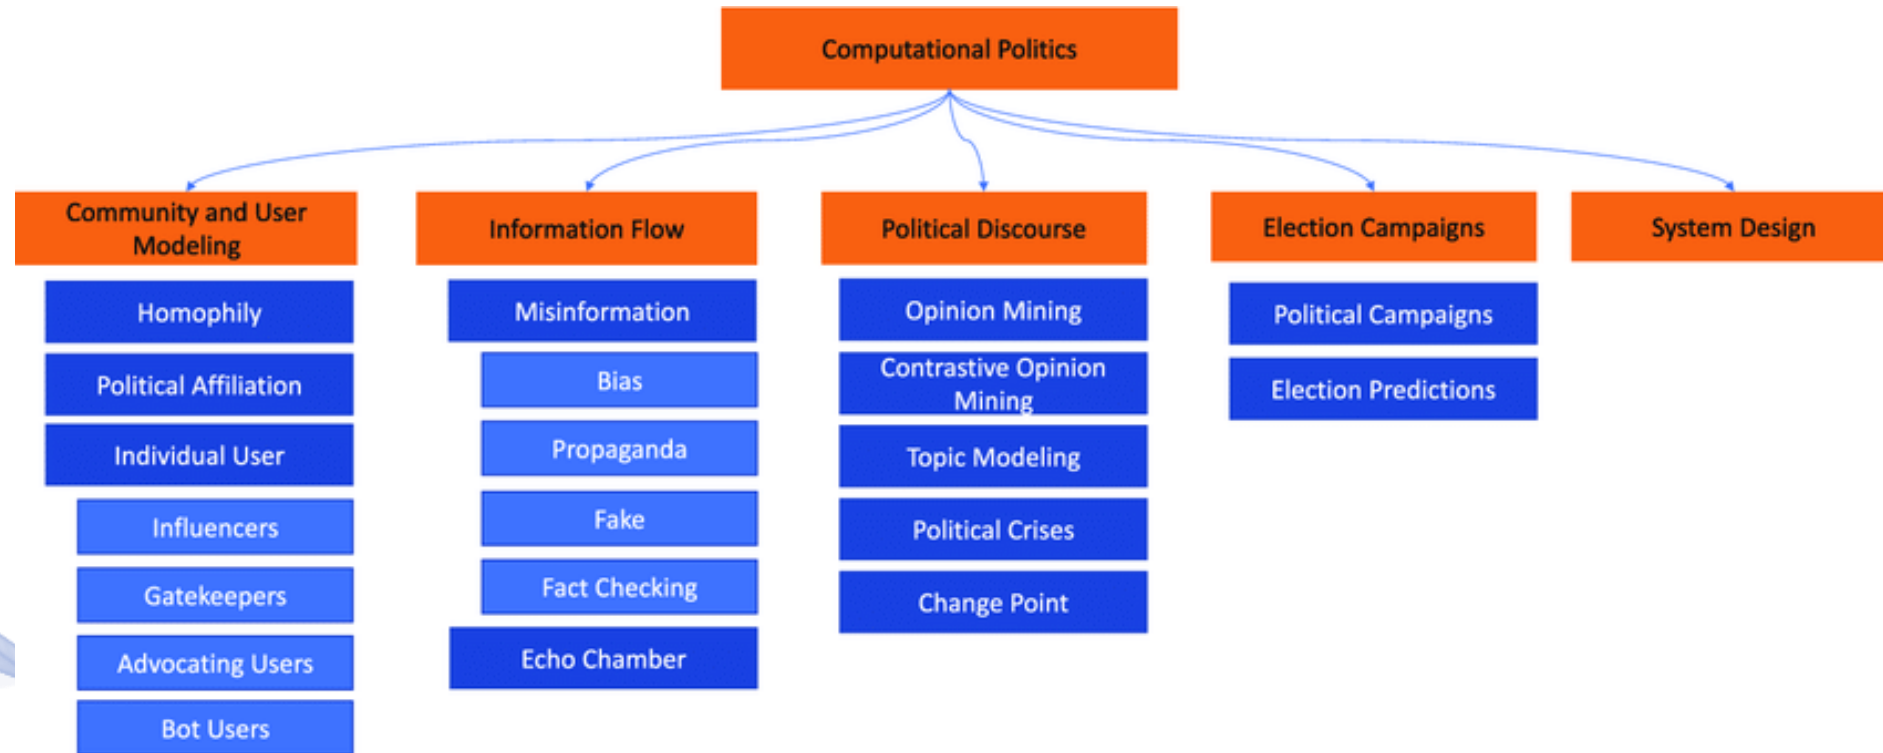 Computational Politics
Community and User
Modeling
Homophily
Political Affiliation
Individual User
Influencers
Gatekeepers
Advocating Users
Bot Users
Information Flow
Misinformation
Bias
Propaganda
Fake
Fact Checking
Echo Chamber
Political Discourse
Opinion Mining
Contrastive Opinion
Mining
Topic Modeling
Political Crises
Change Point
Election Campaigns
Political Campaigns
Election Predictions
System Design